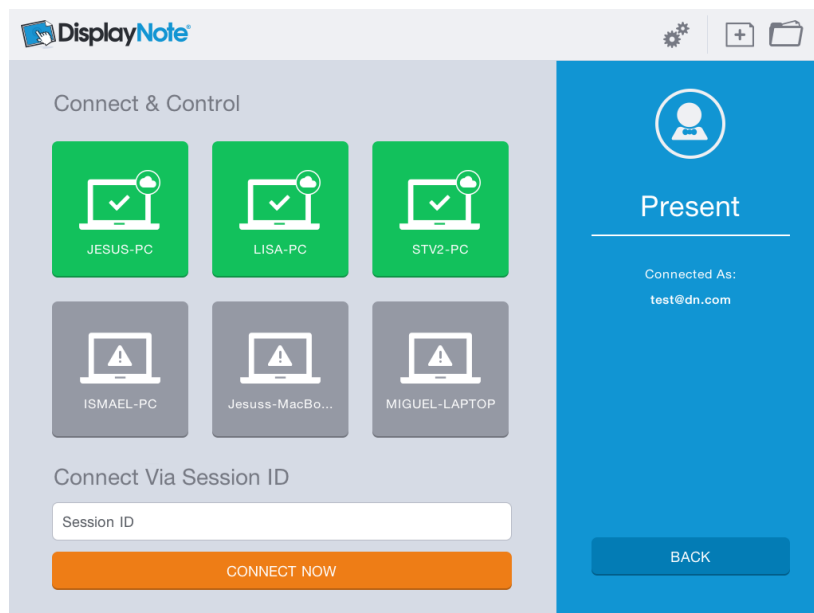 DisplayNote
Connect & Control
JESUS-PC
LISA-PC
STV2-PC
ISMAEL-PC
Jesuss-MacBo...
MIGUEL-LAPTOP
Connect Via Session ID
Session ID
CONNECT NOW
Present
Connected As:
test@dn.com
BACK